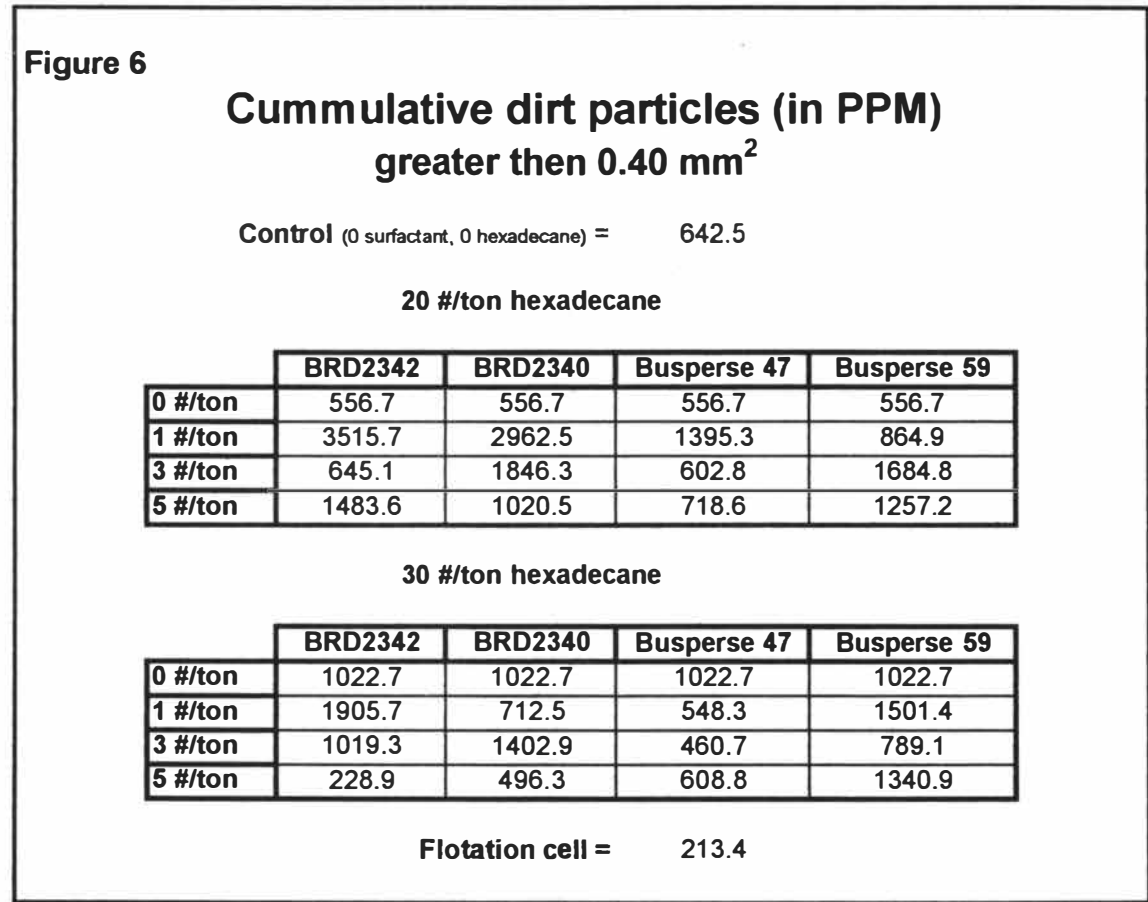 Figure 6
Cummulative dirt particles (in PPM)
greater then 0.40 mm²
Control (0 surfactant, 0 hexadecane) = 642.5
20 #/ton hexadecane
BRD2342 BRD2340 Busperse 47 Busperse 59
0 #/ton 556.7 556.7 556.7 556.7
1 #/ton 3515.7 2962.5 1395.3 864.9
3 #/ton 645.1 1846.3 602.8 1684.8
5 #/ton 1483.6 1020.5 718.6 1257.2
30 #/ton hexadecane
BRD2342 BRD2340 Busperse 47 Busperse 59
0 #/ton 1022.7 1022.7 1022.7 1022.7
1 #/ton 1905.7 712.5 548.3 1501.4
3 #/ton 1019.3 1402.9 460.7 789.1
5 #/ton 228.9 496.3 608.8 1340.9
Flotation cell = 213.4